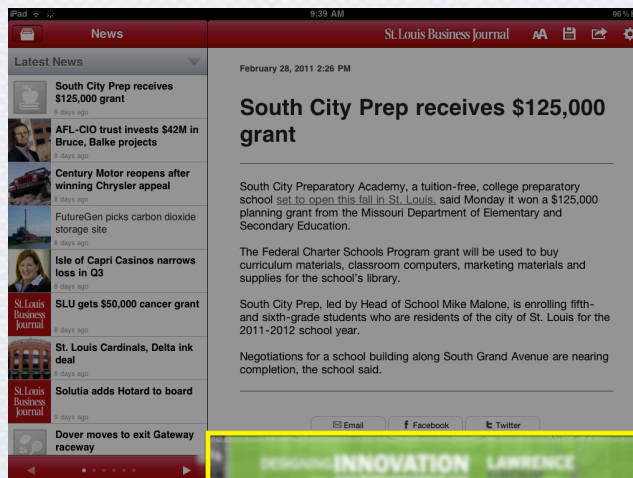 iPad
9:39 AM
96%
News
St. Louis Business Journal
AA
Latest News
South City Prep receives
$125,000 grant
8 days ago
AFL-CIO trust invests $42M in
Bruce, Balke projects
8 days ago
Century Motor reopens after
winning Chrysler appeal
8 days ago
FutureGen picks carbon dioxide
storage site
8 days ago
Isle of Capri Casinos narrows
loss in Q3
8 days ago
St. Louis
Business
Journal
SLU gets $50,000 cancer grant
8 days ago
St. Louis Cardinals, Delta ink
deal
8 days ago
St. Louis
Business
Journal
Solutia adds Hotard to board
9 days ago
Dover moves to exit Gateway
raceway
February 28, 2011 2:26 PM
South City Prep receives $125,000
grant
South City Preparatory Academy, a tuition-free, college preparatory
school set to open this fall in St. Louis, said Monday it won a $125,000
planning grant from the Missouri Department of Elementary and
Secondary Education.
The Federal Charter Schools Program grant will be used to buy
curriculum materials, classroom computers, marketing materials and
supplies for the school's library.
South City Prep, led by Head of School Mike Malone, is enrolling fifth-
and sixth-grade students who are residents of the city of St. Louis for the
2011-2012 school year.
Negotiations for a school building along South Grand Avenue are nearing
completion, the school said.
Email
Facebook
Twitter
DESIGNING INNOVATION LAWRENCE